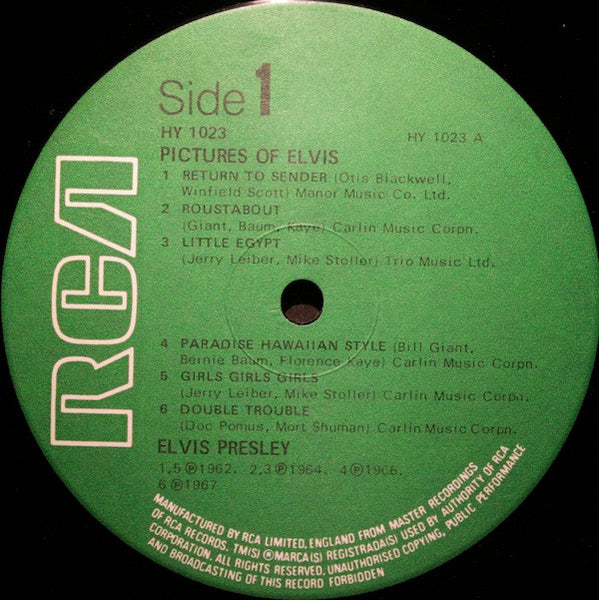 Side 1
HY 1023
HY 1023 A
PICTURES OF ELVIS
1 RETURN TO SENDER (Otis Blackwell,
Winfield Scott) Manor Music Co. Ltd.
2 ROUSTABOUT
(Giant, Baum, Kaye) Carlin Music Corpn.
3 LITTLE EGYPT
(Jerry Leiber, Mike Stoller) Trio Music Ltd.
4 PARADISE HAWAIIAN STYLE (Bill Giant,
Bernie Baum, Florence Kaye) Carlin Music Corpn.
5 GIRLS GIRLS GIRLS
(Jerry Leiber, Mike Stoller) Carlin Music Corpn.
6 DOUBLE TROUBLE
(Doc Pomus, Mort Shuman) Carlin Music Corpn.
ELVIS PRESLEY
1,5 ℗ 1962. 2,3 ℗ 1964. 4 ℗ 1966.
6 ℗ 1967
RCA
MANUFACTURED BY RCA LIMITED, ENGLAND FROM MASTER RECORDINGS
OF RCA RECORDS. TM(S) ® MARCA(S) REGISTRADA(S) USED BY AUTHORITY OF RCA
CORPORATION. ALL RIGHTS RESERVED. UNAUTHORISED COPYING, PUBLIC PERFORMANCE
AND BROADCASTING OF THIS RECORD FORBIDDEN